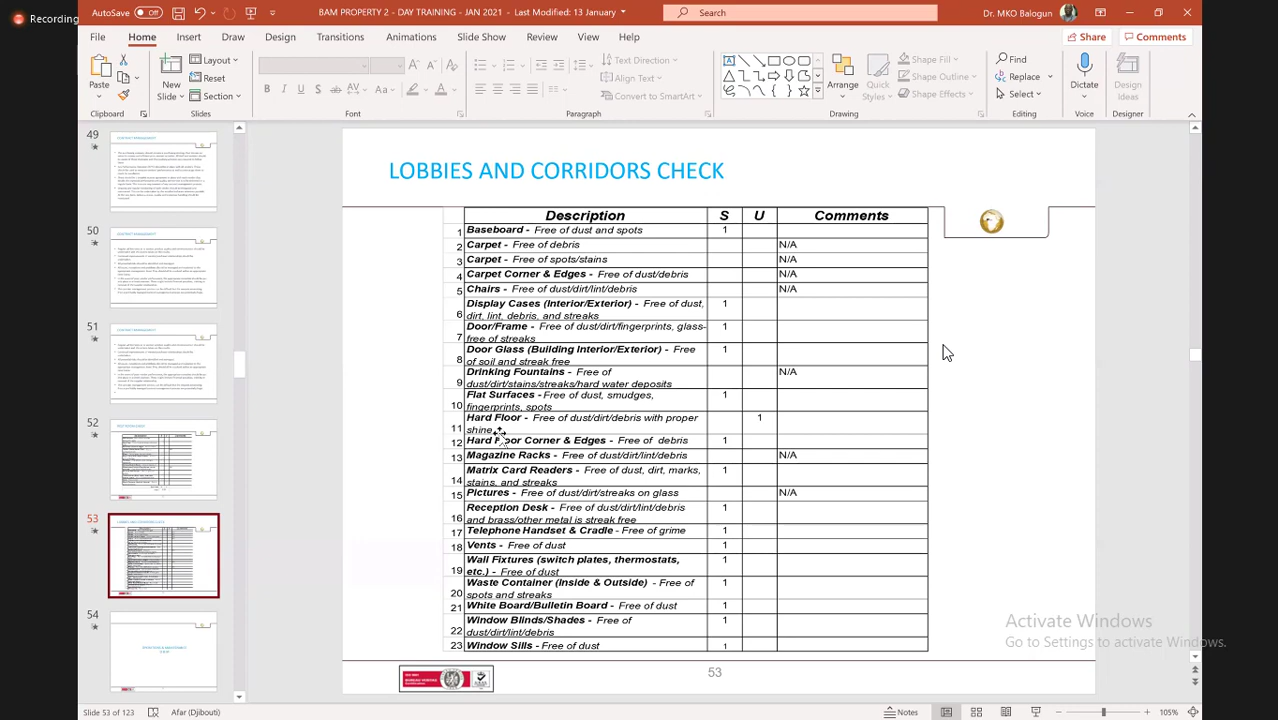 Recording
AutoSave Off
BAM PROPERTY 2 - DAY TRAINING - JAN 2021 - Last Modified: 13 January
Search
Dr. MKO Balogun
File Home Insert Draw Design Transitions Animations Slide Show Review View Help
Share Comments
Paste
New Slide
Layout
Reset
Section
Text Direction
Align Text
Convert to SmartArt
Arrange
Quick Styles
Shape Fill
Shape Outline
Shape Effects
Find
Replace
Select
Dictate
Design Ideas
Clipboard Slides Font Paragraph Drawing Editing Voice Designer
49
50
51
52
53
54
LOBBIES AND CORRIDORS CHECK
Description S U Comments
1 Baseboard - Free of dust and spots 1
2 Carpet - Free of debris N/A
3 Carpet - Free of spots/stains N/A
4 Carpet Corner & Edges - Free of dust/debris N/A
5 Chairs - Free of dust/dirt/lint/debris N/A
Display Cases (Interior/Exterior) - Free of dust, 1
6 dirt, lint, debris, and streaks
Door/Frame - Free of dust/dirt/fingerprints, glass- 1
7 free of streaks
Door Glass (Building Interior/Exterior) - Free 1
8 of soil and streak free
Drinking Fountains - Free of N/A
9 dust/dirt/stains/streaks/hard water deposits
Flat Surfaces -Free of dust, smudges, 1
10 fingerprints, spots
Hard Floor - Free of dust/dirt/debris with proper 1
11 shine
12 Hard Floor Corner & Edges - Free of debris 1
13 Magazine Racks - Free of dust/dirt/lint/debris N/A
Matrix Card Readers - Free of dust, dirt, marks, 1
14 stains, and streaks
15 Pictures - Free of dust/dirt/streaks on glass N/A
Reception Desk - Free of dust/dirt/lint/debris 1
16 and brass/other metal is streak free
17 Telephone Handset & Cradle - Free of grime 1
18 Vents - Free of dust 1
Wall Fixtures (switch plates, thermostats, 1
19 etc.) - Free of dust
Waste Container (Inside & Outside) - Free of 1
20 spots and streaks
21 White Board/Bulletin Board - Free of dust 1
Window Blinds/Shades - Free of 1
22 dust/dirt/lint/debris
23 Window Sills - Free of dust 1
53
Activate Windows
Go to Settings to activate Windows.
Slide 53 of 123
Afar (Djibouti)
Notes
105%